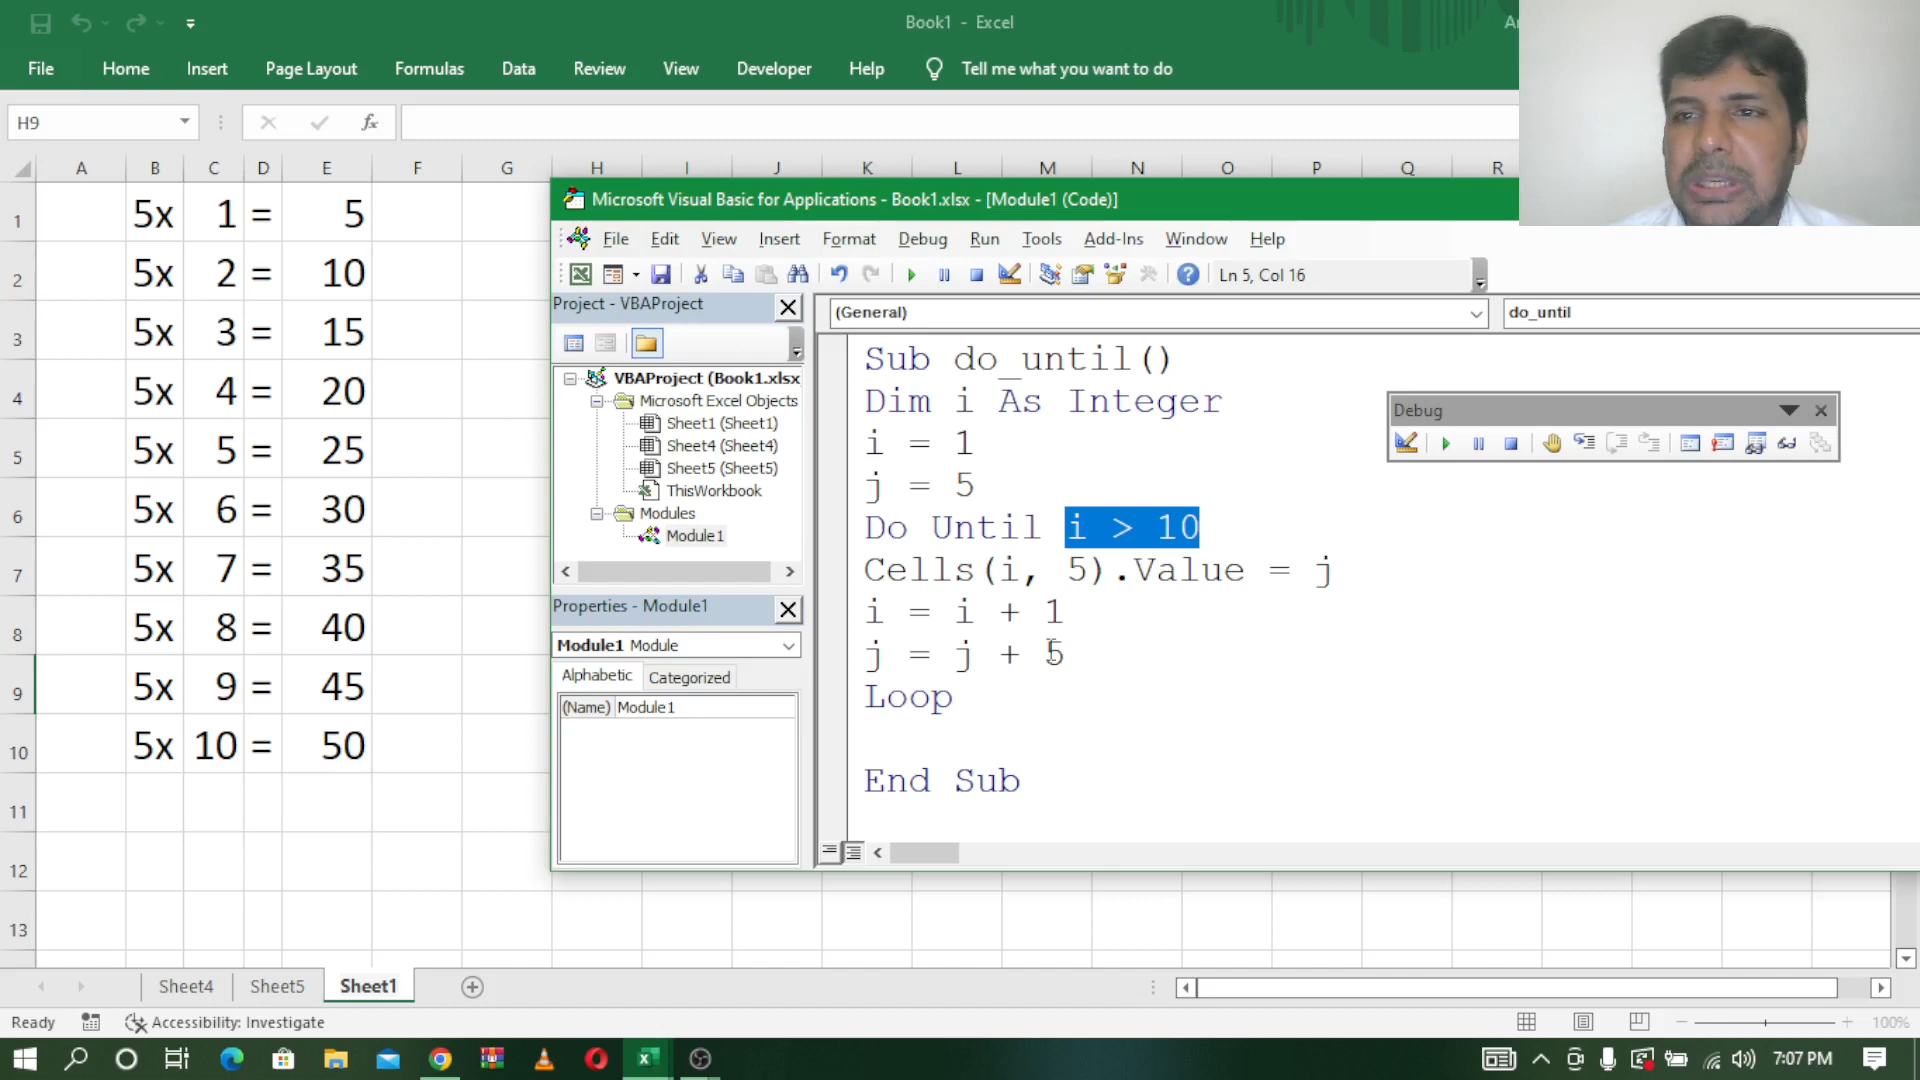 Book1 - Excel
File Home Insert Page Layout Formulas Data Review View Developer Help Tell me what you want to do
H9 fx
A B C D E F G H I J K L M N O P Q R
1 5x 1 = 5
2 5x 2 = 10
3 5x 3 = 15
4 5x 4 = 20
5 5x 5 = 25
6 5x 6 = 30
7 5x 7 = 35
8 5x 8 = 40
9 5x 9 = 45
10 5x 10 = 50
11
12
13
Microsoft Visual Basic for Applications - Book1.xlsx - [Module1 (Code)]
File Edit View Insert Format Debug Run Tools Add-Ins Window Help
Ln 5, Col 16
Project - VBAProject
VBAProject (Book1.xlsx
Microsoft Excel Objects
Sheet1 (Sheet1)
Sheet4 (Sheet4)
Sheet5 (Sheet5)
ThisWorkbook
Modules
Module1
Properties - Module1
Module1 Module
Alphabetic Categorized
(Name) Module1
(General) do_until
Sub do_until()
Dim i As Integer
i = 1
j = 5
Do Until i > 10
Cells(i, 5).Value = j
i = i + 1
j = j + 5
Loop
End Sub
Debug
Sheet4 Sheet5 Sheet1
Ready Accessibility: Investigate 100%
7:07 PM